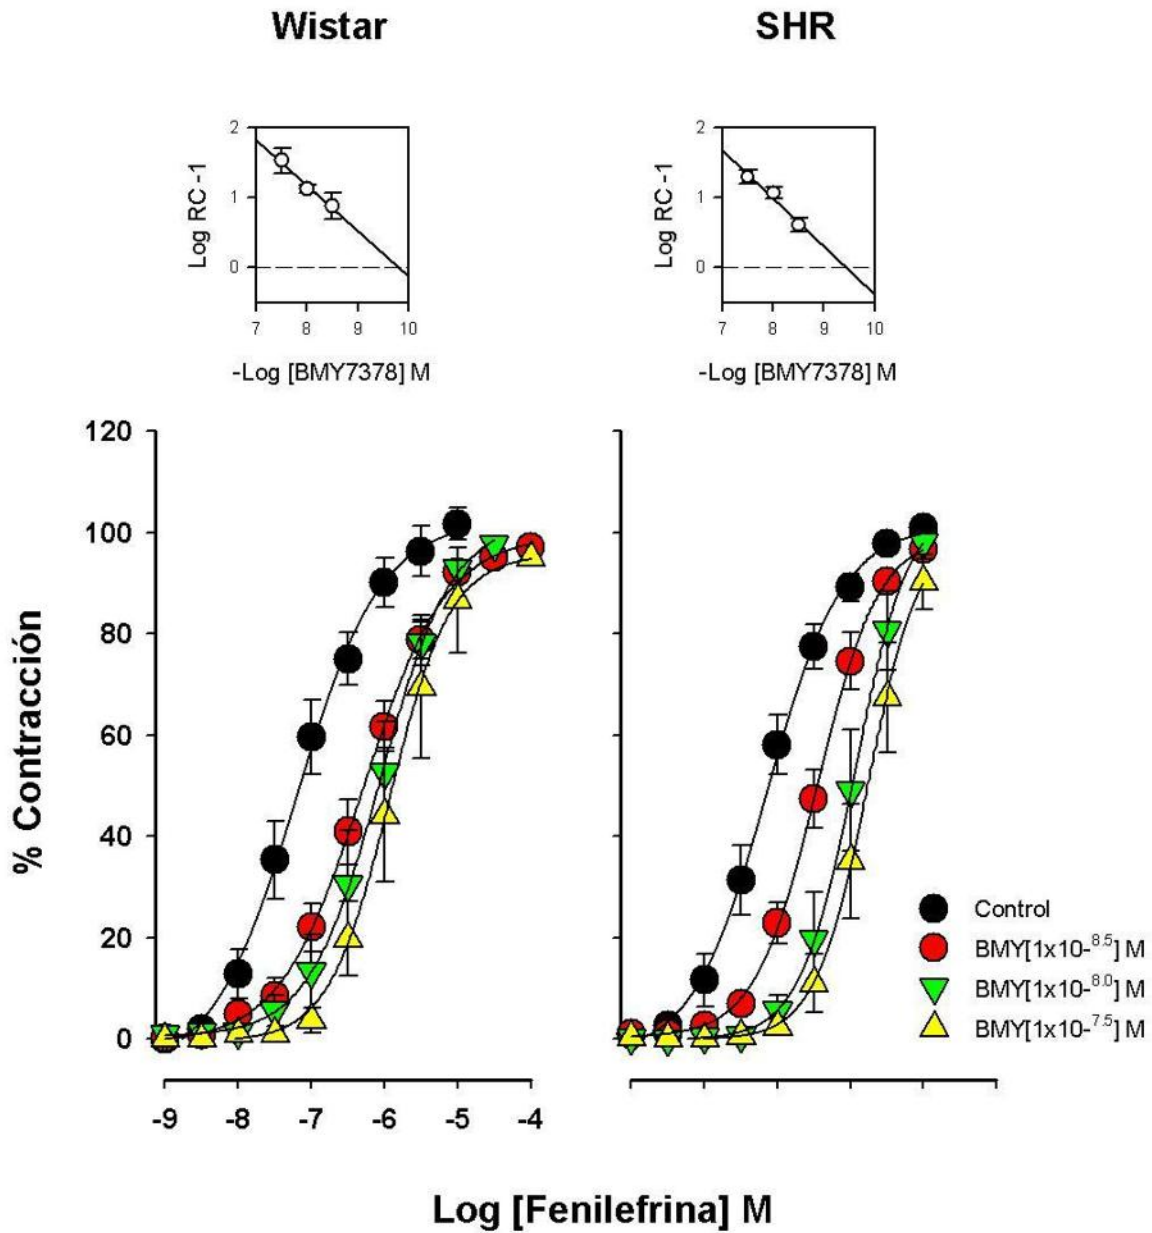 Wistar
SHR
2
1
0
Log RC -1
7 8 9 10
-Log [BMY7378] M
2
1
0
Log RC -1
7 8 9 10
-Log [BMY7378] M
120
100
80
60
40
20
0
% Contracción
-9 -8 -7 -6 -5 -4
Control
BMY[1x10-⁸·⁵] M
BMY[1x10-⁸·⁰] M
BMY[1x10-⁷·⁵] M
Log [Fenilefrina] M